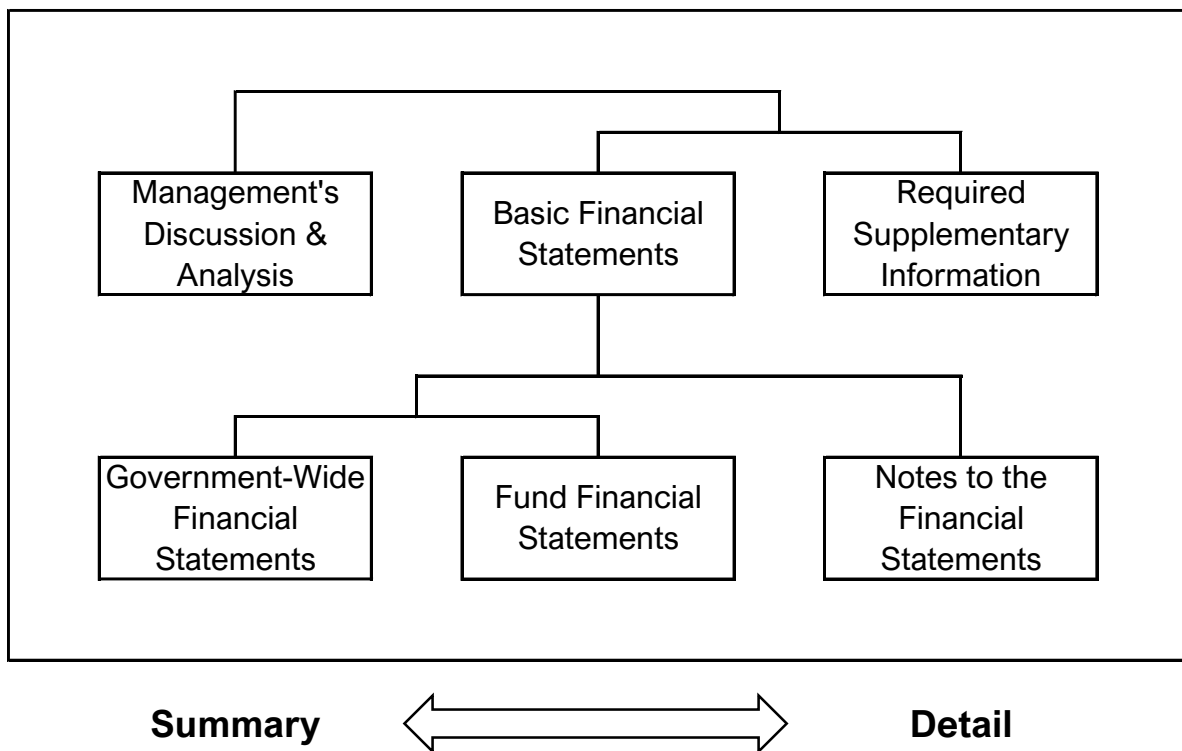 Management's
Discussion &
Analysis
Basic Financial
Statements
Required
Supplementary
Information
Government-Wide
Financial
Statements
Fund Financial
Statements
Notes to the
Financial
Statements
Summary
Detail